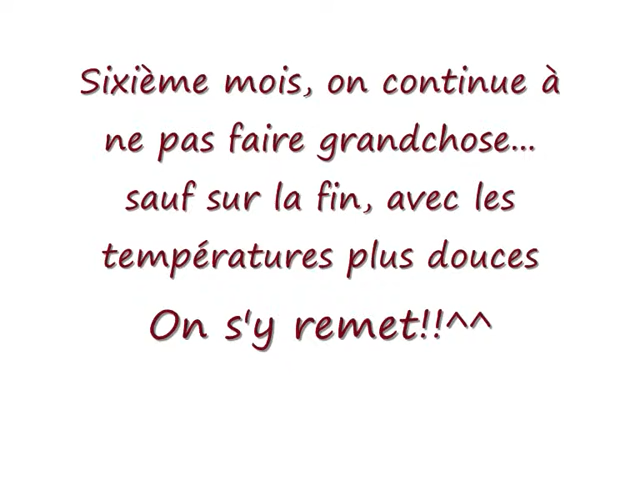 Sixième mois, on continue à
ne pas faire grandchose...
sauf sur la fin, avec les
températures plus douces
On s'y remet!!^^